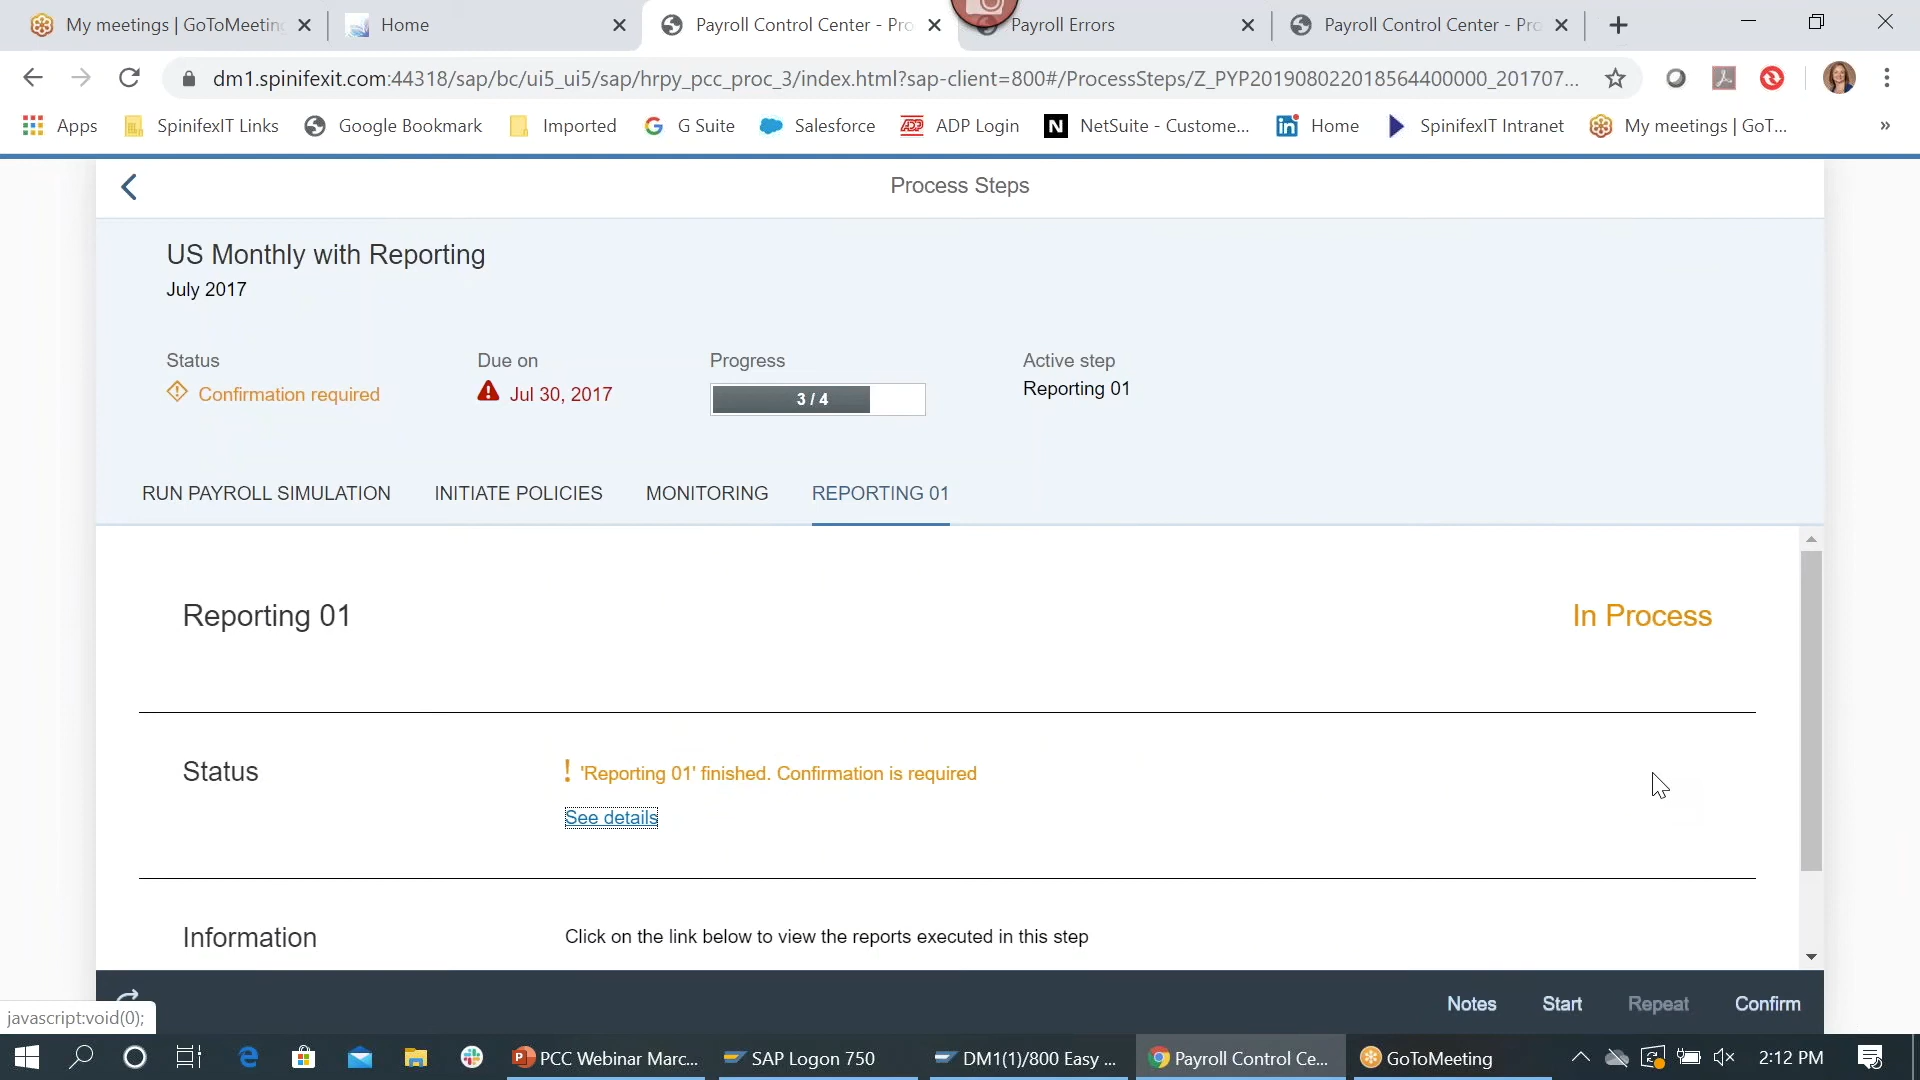 My meetings | GoToMeeting
Home
Payroll Control Center - Pro
Payroll Errors
Payroll Control Center - Pro
dm1.spinifexit.com:44318/sap/bc/ui5_ui5/sap/hrpy_pcc_proc_3/index.html?sap-client=800#/ProcessSteps/Z_PYP201908022018564400000_201707...
Apps
SpinifexIT Links
Google Bookmark
Imported
G Suite
Salesforce
ADP Login
NetSuite - Custome...
Home
SpinifexIT Intranet
My meetings | GoT...
»
Process Steps
US Monthly with Reporting
July 2017
Status
Due on
Progress
Active step
Confirmation required
Jul 30, 2017
3 / 4
Reporting 01
RUN PAYROLL SIMULATION
INITIATE POLICIES
MONITORING
REPORTING 01
Reporting 01
In Process
Status
! 'Reporting 01' finished. Confirmation is required
See details
Information
Click on the link below to view the reports executed in this step
Notes
Start
Repeat
Confirm
javascript:void(0);
PCC Webinar Marc...
SAP Logon 750
DM1(1)/800 Easy ...
Payroll Control Ce...
GoToMeeting
2:12 PM